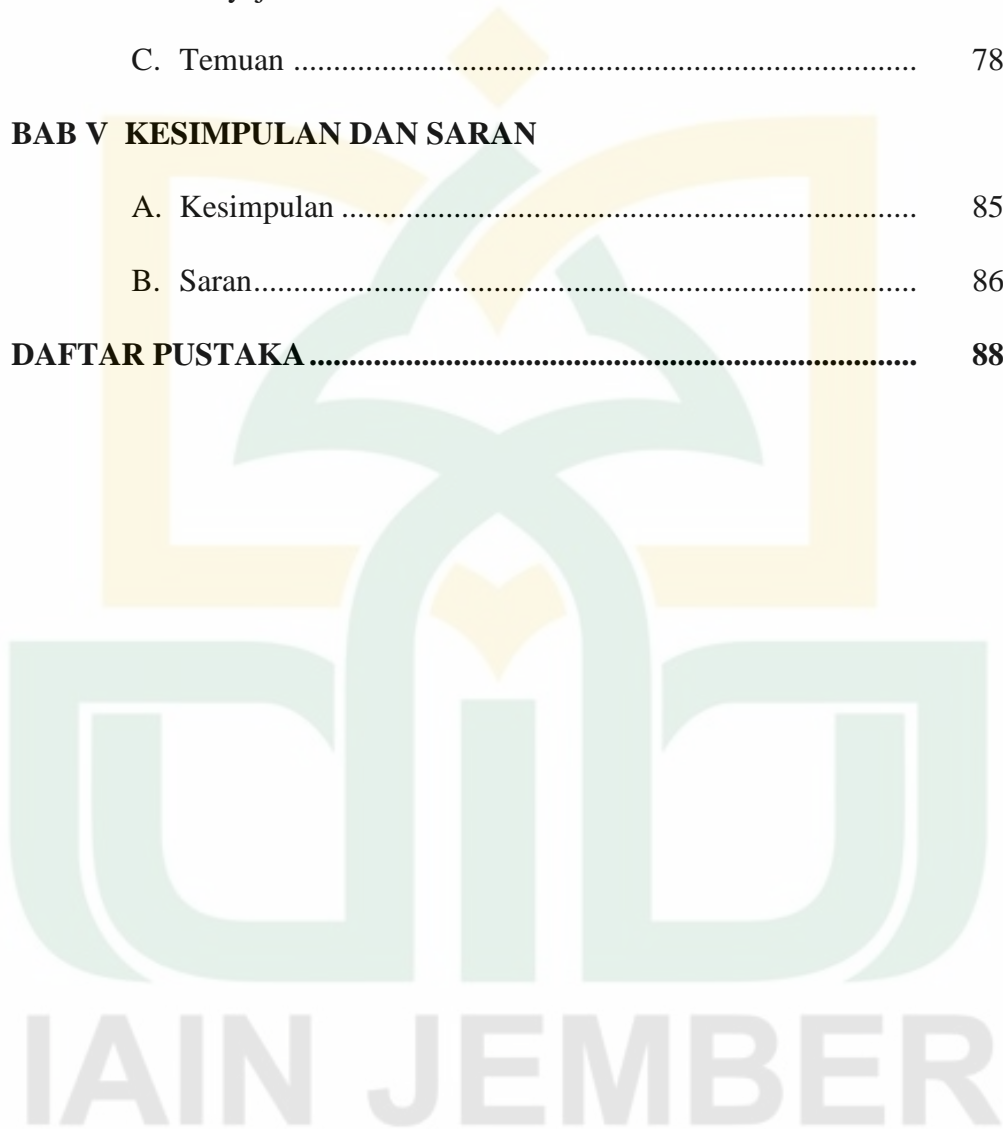 C. Temuan ............................................................................................. 78
BAB V KESIMPULAN DAN SARAN
A. Kesimpulan ...................................................................................... 85
B. Saran................................................................................................... 86
DAFTAR PUSTAKA ........................................................................................... 88
IAIN JEMBER